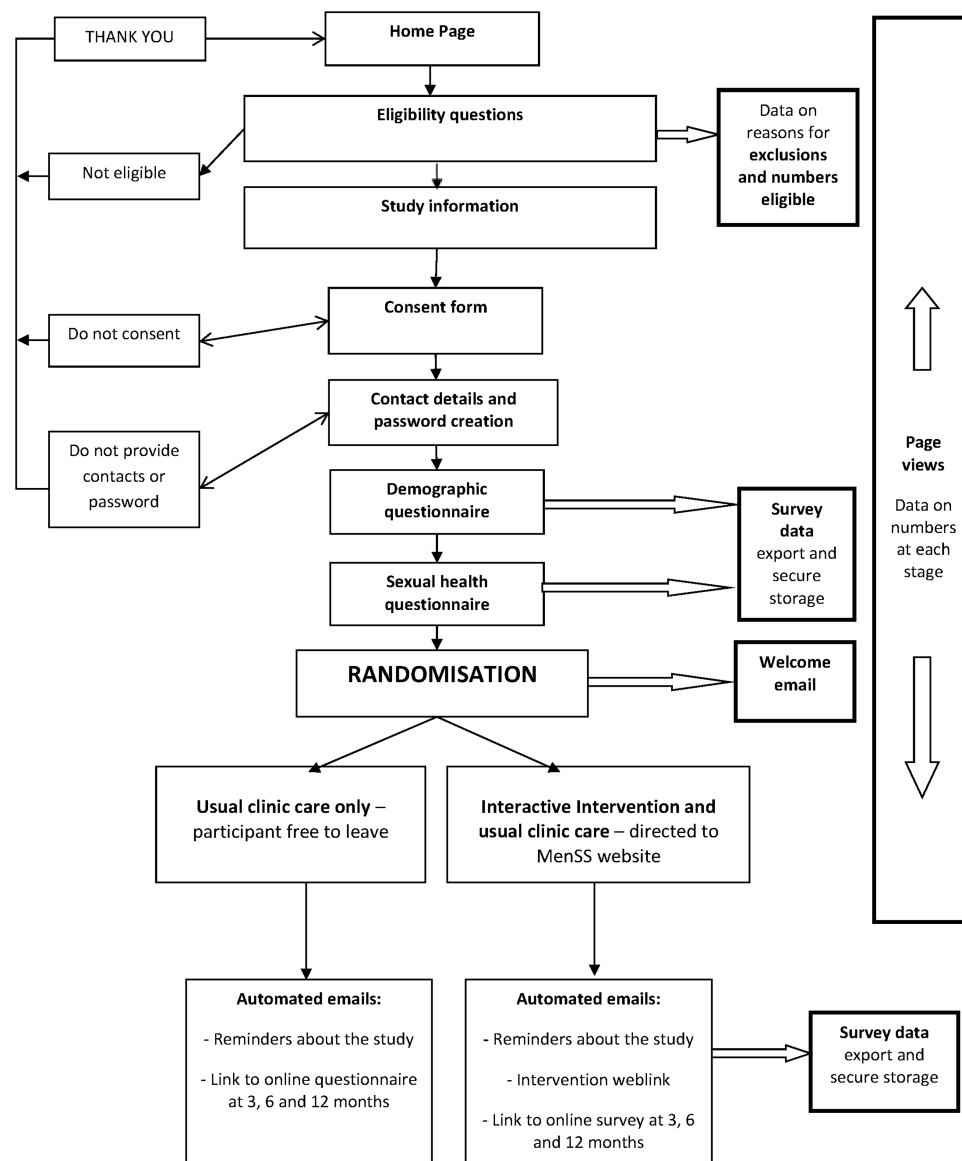 THANK YOU
Home Page
Eligibility questions
Data on
reasons for
exclusions
and numbers
eligible
Not eligible
Study information
Consent form
Do not consent
Contact details and
password creation
Do not provide
contacts or
password
Page
views
Data on
numbers
at each
stage
Demographic
questionnaire
Survey
data
export and
secure
storage
Sexual health
questionnaire
RANDOMISATION
Welcome
email
Usual clinic care only –
participant free to leave
Interactive Intervention and
usual clinic care – directed to
MenSS website
Automated emails:
- Reminders about the study
- Link to online questionnaire
at 3, 6 and 12 months
Automated emails:
- Reminders about the study
- Intervention weblink
- Link to online survey at 3, 6
and 12 months
Survey data
export and
secure storage